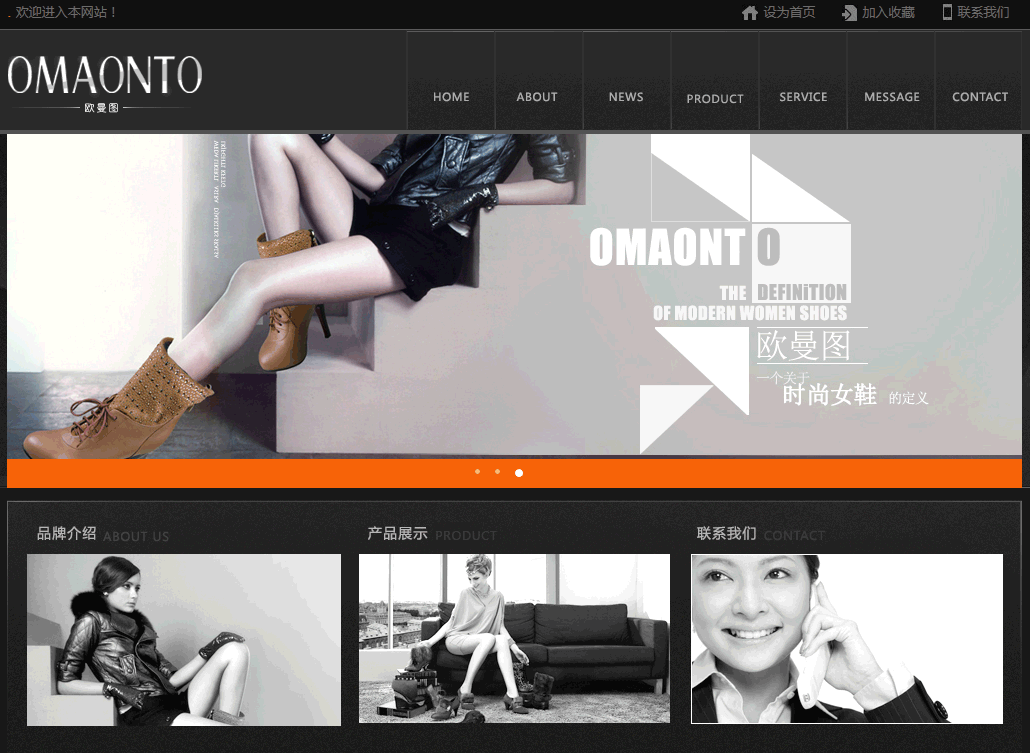 . 欢迎进入本网站！
设为首页 加入收藏 联系我们
OMAONTO
欧曼图
HOME ABOUT NEWS PRODUCT SERVICE MESSAGE CONTACT
OMAONTO
THE DEFINiTION
OF MODERN WOMEN SHOES
欧曼图
一个关于
时尚女鞋 的定义
品牌介绍 ABOUT US
产品展示 PRODUCT
联系我们 CONTACT